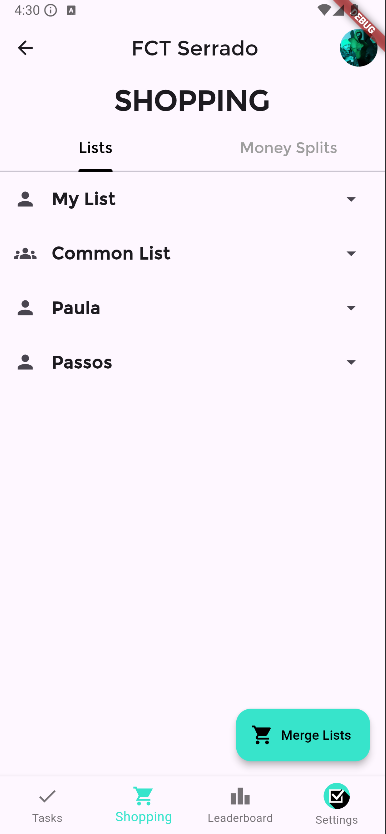 4:30
DEBUG
FCT Serrado
SHOPPING
Lists Money Splits
My List
Common List
Paula
Passos
Merge Lists
Tasks Shopping Leaderboard Settings